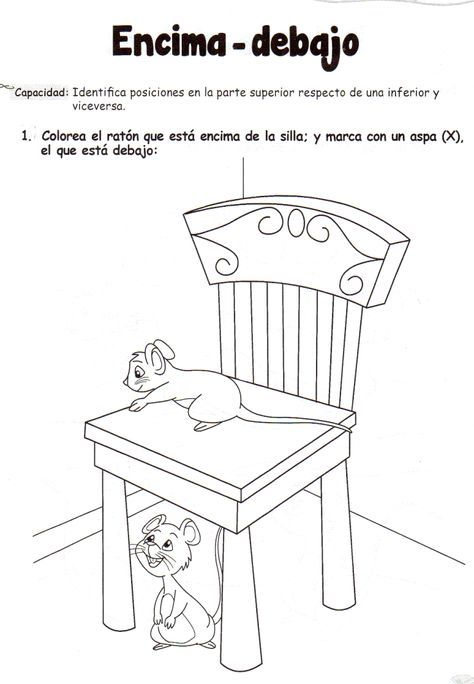 Encima - debajo
Capacidad: Identifica posiciones en la parte superior respecto de una inferior y
viceversa.
1. Colorea el ratón que está encima de la silla; y marca con un aspa (X),
el que está debajo: